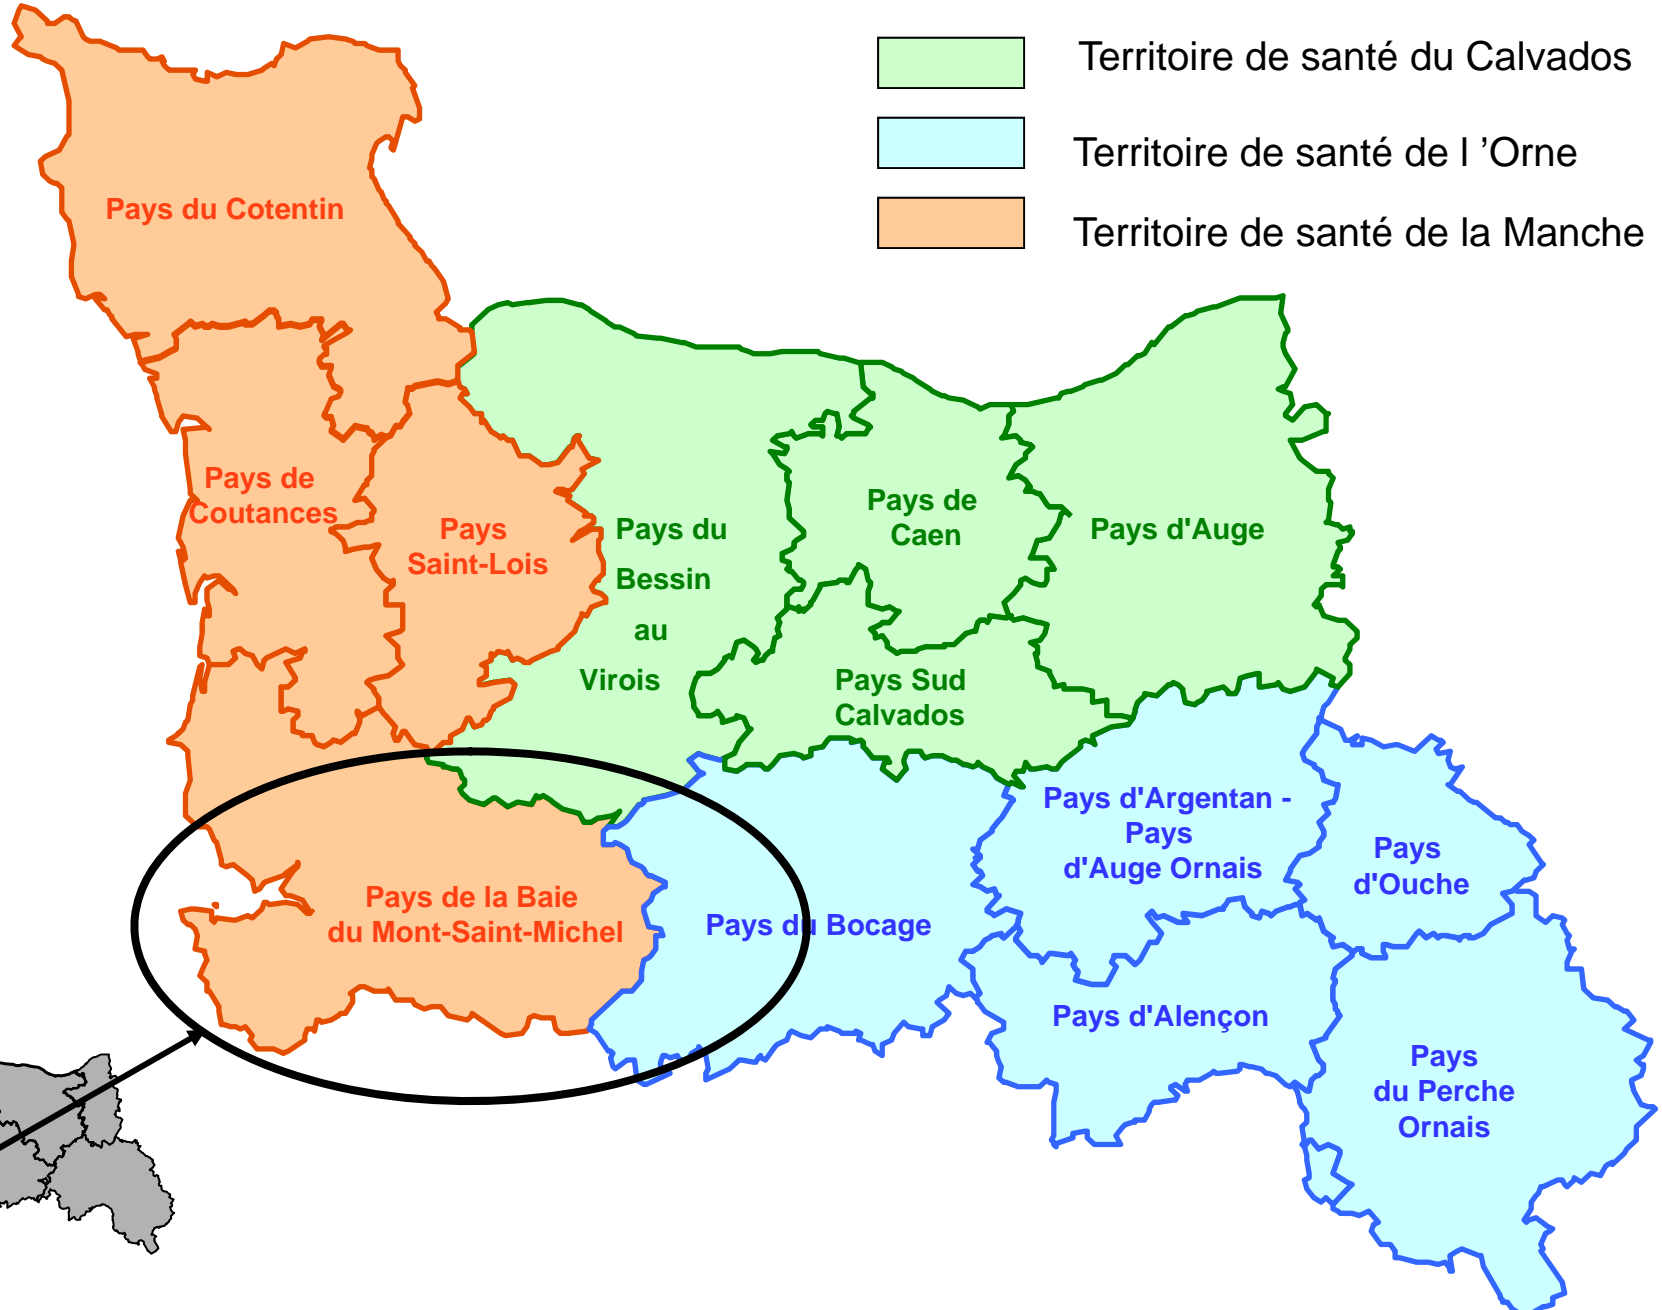 Territoire de santé du Calvados
Territoire de santé de l ’Orne
Territoire de santé de la Manche
Pays du Cotentin
Pays de
Coutances
Pays
Saint-Lois
Pays du
Bessin
au
Virois
Pays de
Caen
Pays d'Auge
Pays Sud
Calvados
Pays d'Argentan -
Pays
d'Auge Ornais
Pays
d'Ouche
Pays de la Baie
du Mont-Saint-Michel
Pays du Bocage
Pays d'Alençon
Pays
du Perche
Ornais